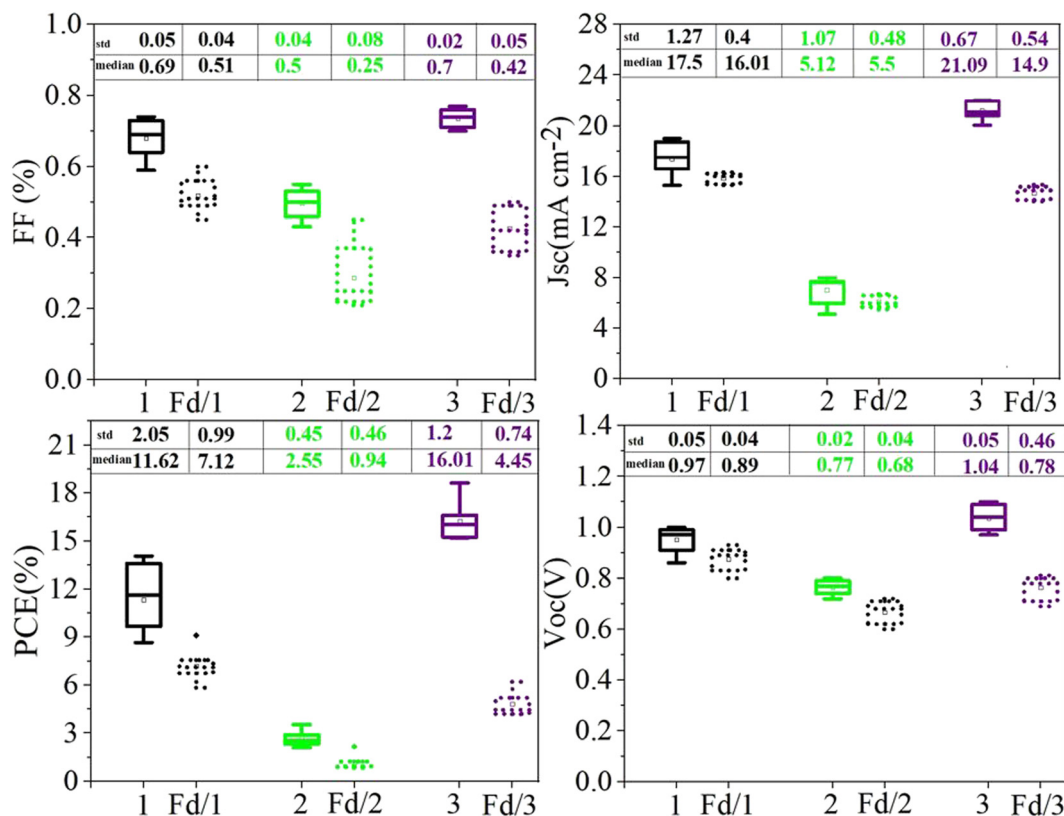 std 0.05 0.04 0.04 0.08 0.02 0.05
median 0.69 0.51 0.5 0.25 0.7 0.42
1.0
0.8
0.6
0.4
0.2
0.0
FF (%)
1 Fd/1 2 Fd/2 3 Fd/3
std 1.27 0.4 1.07 0.48 0.67 0.54
median 17.5 16.01 5.12 5.5 21.09 14.9
28
24
20
16
12
8
4
0
Jsc(mA cm-2)
1 Fd/1 2 Fd/2 3 Fd/3
std 2.05 0.99 0.45 0.46 1.2 0.74
median 11.62 7.12 2.55 0.94 16.01 4.45
21
18
15
12
9
6
3
0
PCE(%)
1 Fd/1 2 Fd/2 3 Fd/3
std 0.05 0.04 0.02 0.04 0.05 0.46
median 0.97 0.89 0.77 0.68 1.04 0.78
1.4
1.2
1.0
0.8
0.6
0.4
0.2
0.0
Voc(V)
1 Fd/1 2 Fd/2 3 Fd/3